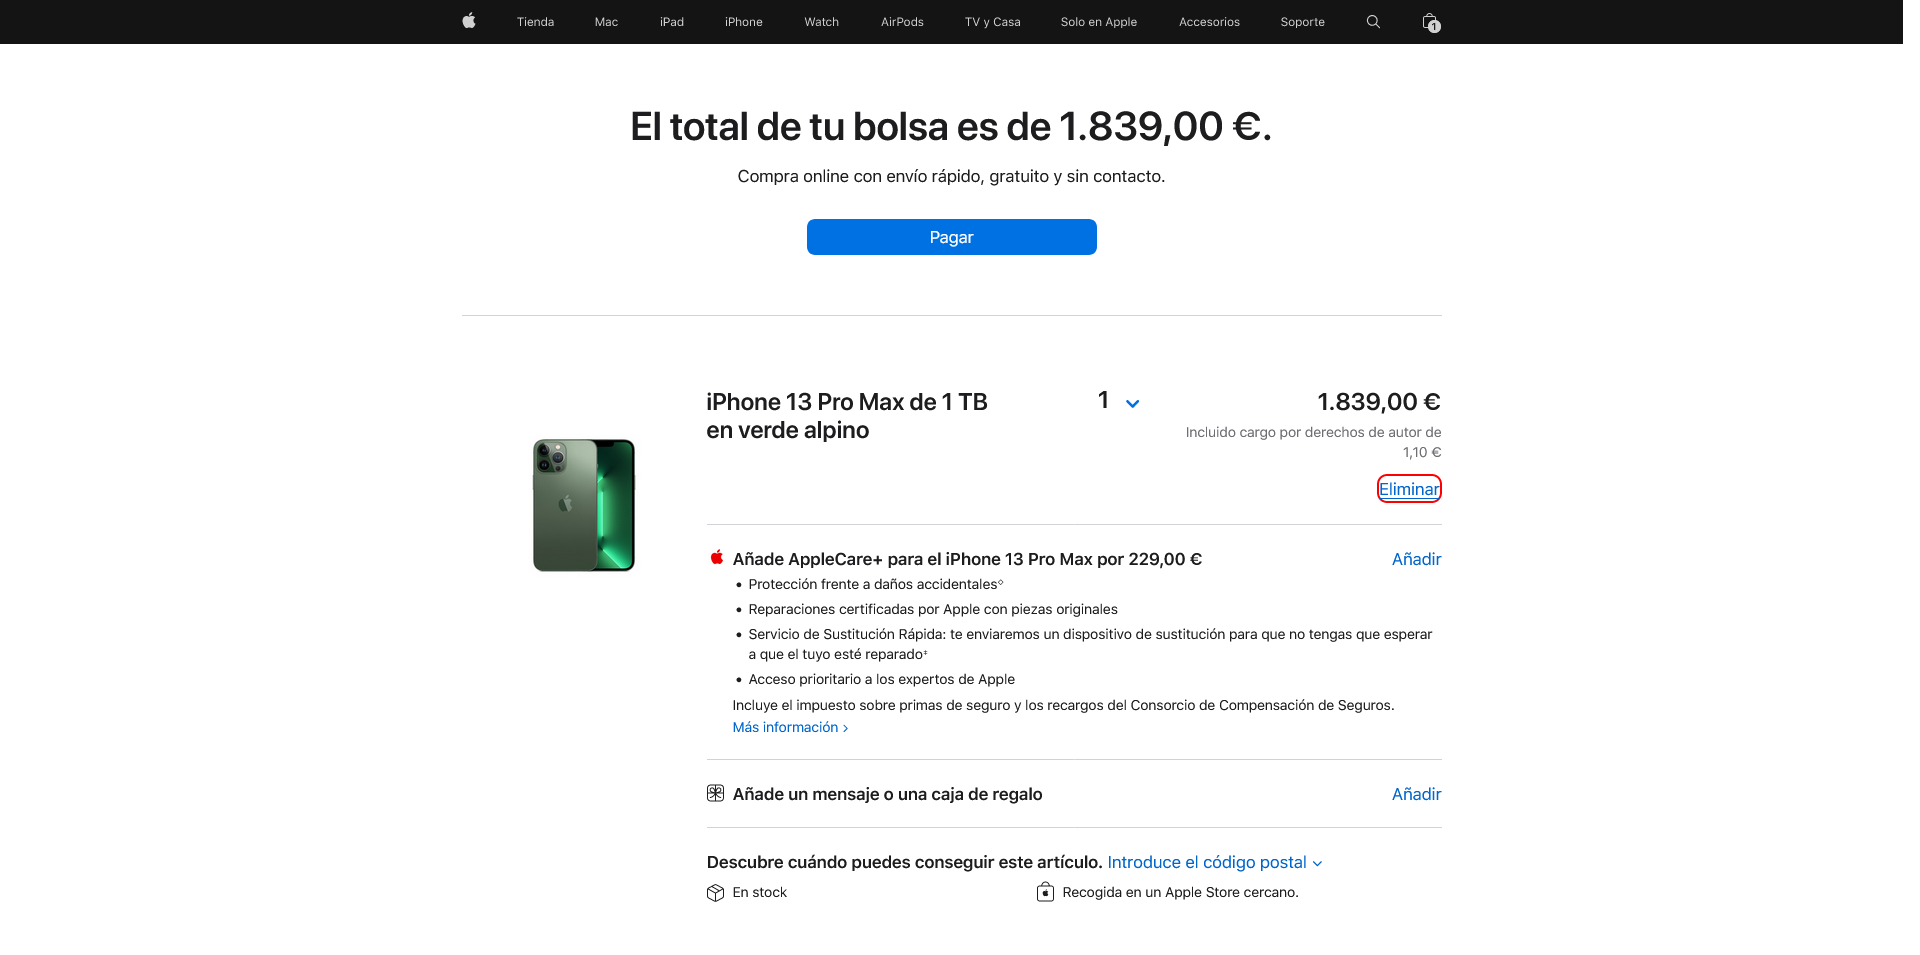 Tienda Mac iPad iPhone Watch AirPods TV y Casa Solo en Apple Accesorios Soporte 1
El total de tu bolsa es de 1.839,00 €.
Compra online con envío rápido, gratuito y sin contacto.
Pagar
iPhone 13 Pro Max de 1 TB 1 1.839,00 €
en verde alpino
Incluido cargo por derechos de autor de
1,10 €
Eliminar
Añade AppleCare+ para el iPhone 13 Pro Max por 229,00 € Añadir
• Protección frente a daños accidentales◊
• Reparaciones certificadas por Apple con piezas originales
• Servicio de Sustitución Rápida: te enviaremos un dispositivo de sustitución para que no tengas que esperar
a que el tuyo esté reparado‡
• Acceso prioritario a los expertos de Apple
Incluye el impuesto sobre primas de seguro y los recargos del Consorcio de Compensación de Seguros.
Más información >
Añade un mensaje o una caja de regalo Añadir
Descubre cuándo puedes conseguir este artículo. Introduce el código postal
En stock Recogida en un Apple Store cercano.